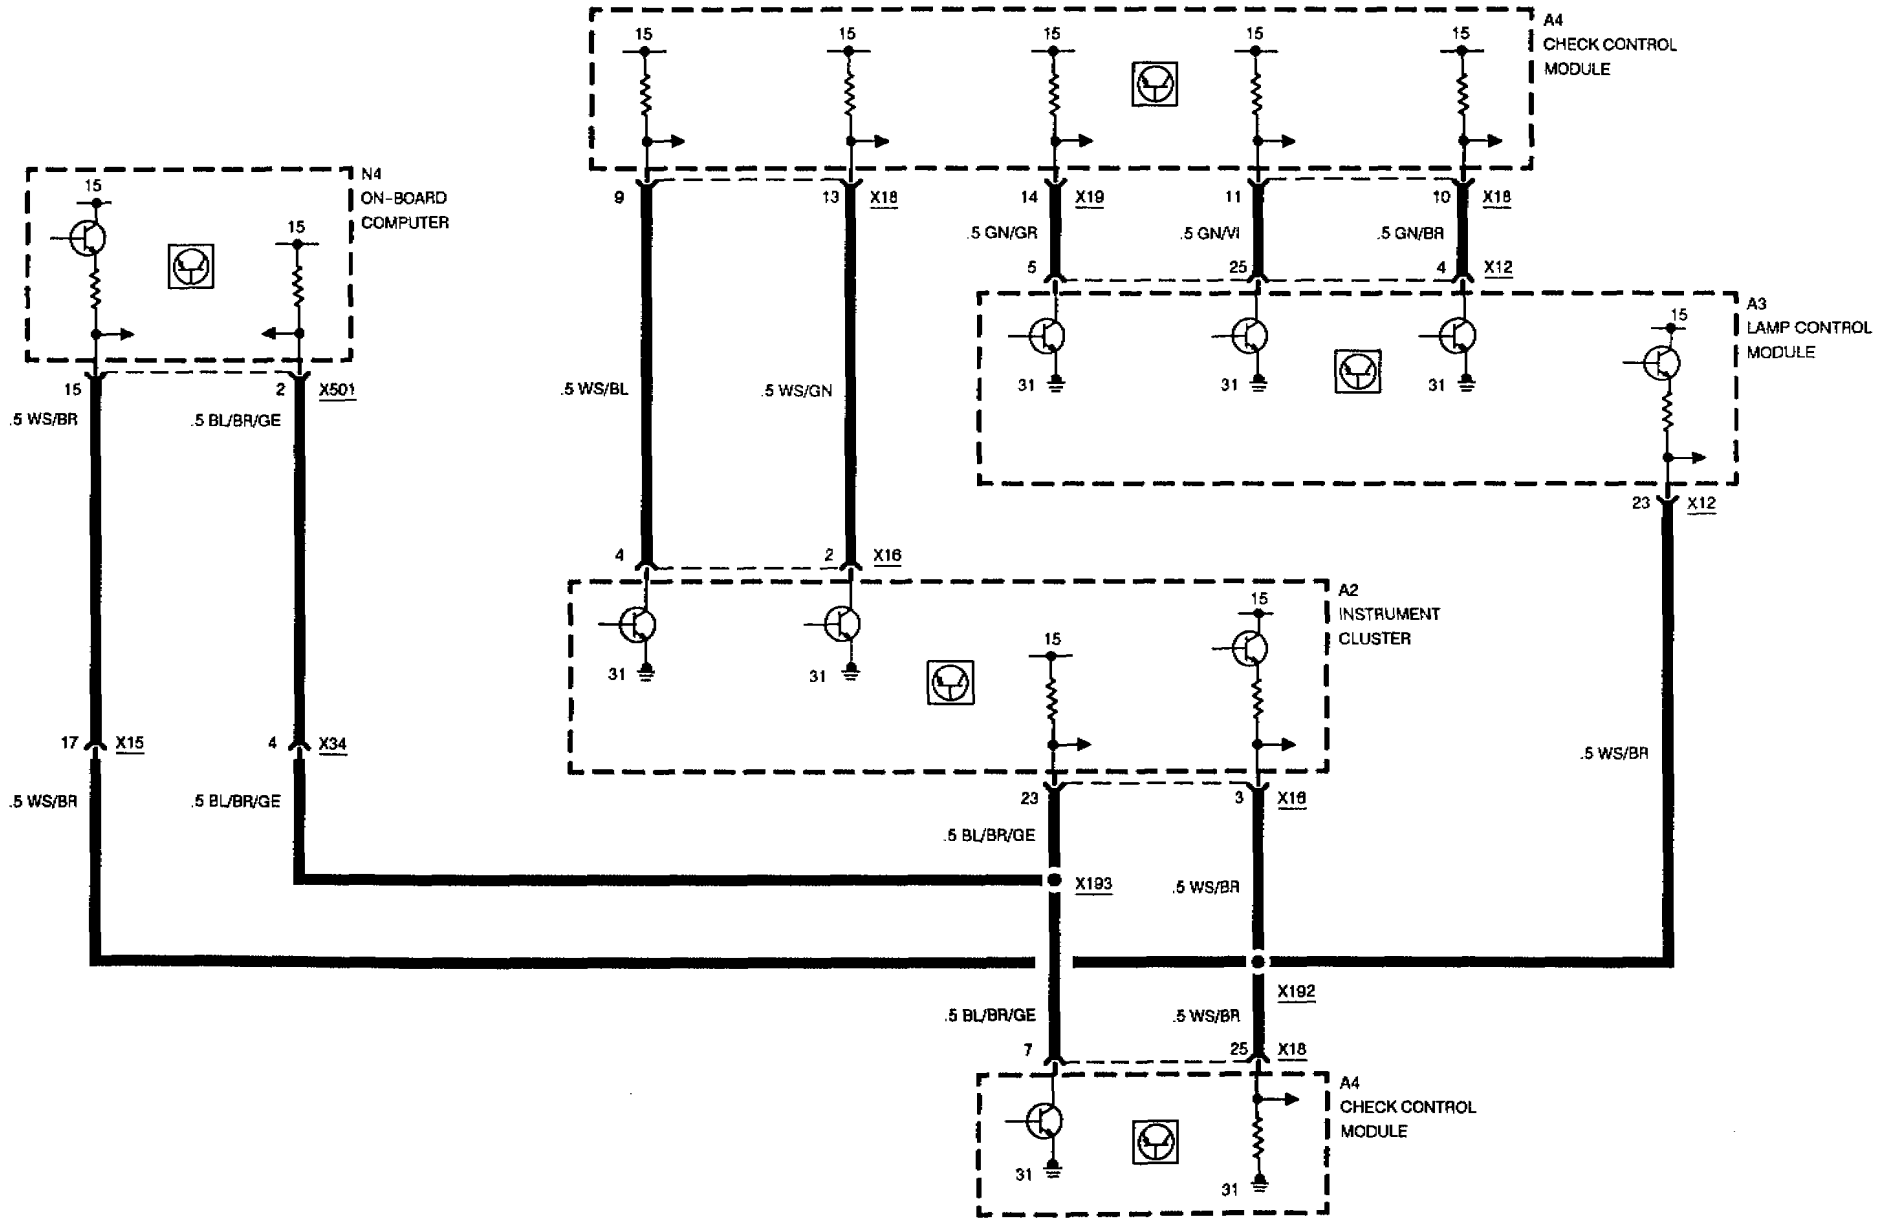 A4
CHECK CONTROL
MODULE
15 15 15 15 15
N4
ON-BOARD
COMPUTER
15
15
9 13 X18 14 X19 11 10 X18
.5 GN/GR .5 GN/VI .5 GN/BR
5 25 4 X12
A3
LAMP CONTROL
MODULE
15
31 31 31
15 2 X501
.5 WS/BR .5 BL/BR/GE
.5 WS/BL .5 WS/GN
23 X12
4 2 X16
A2
INSTRUMENT
CLUSTER
15
15
31 31
17 X15 4 X34
.5 WS/BR
.5 WS/BR .5 BL/BR/GE
23 3 X16
.5 BL/BR/GE
X193 .5 WS/BR
X192
.5 BL/BR/GE .5 WS/BR
7 25 X18
A4
CHECK CONTROL
MODULE
31 31